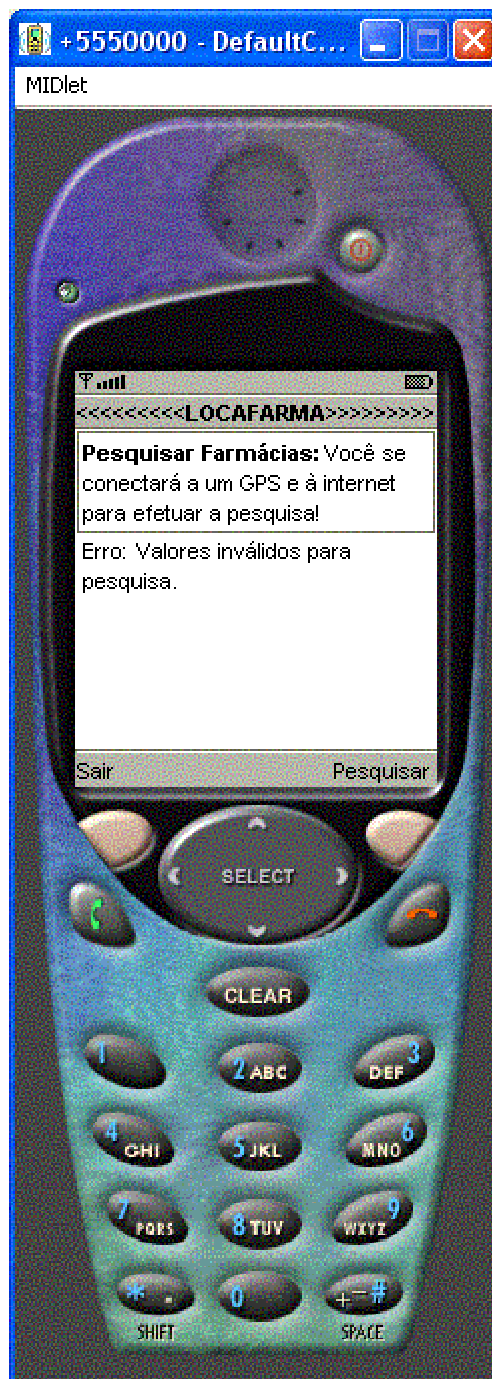 +5550000 - DefaultC...
MIDlet
<<<<<<<<<LOCAFARMA>>>>>>>>>
Pesquisar Farmácias: Você se
conectará a um GPS e à internet
para efetuar a pesquisa!
Erro: Valores inválidos para
pesquisa.
Sair Pesquisar
SELECT
CLEAR
1 2 ABC DEF 3
4 GHI 5 JKL MNO 6
7 PQRS 8 TUV WXYZ 9
* . 0 +-#
SHIFT SPACE